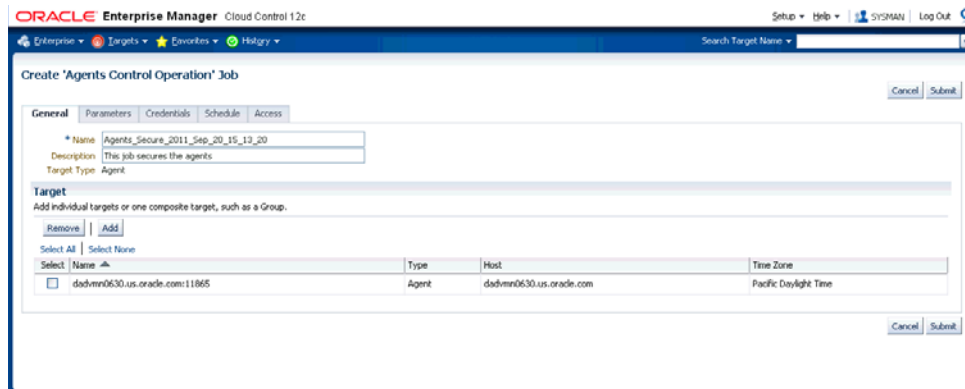 ORACLE Enterprise Manager Cloud Control 12c
Setup Help SYSMAN Log Out
Enterprise Targets Favorites History
Search Target Name
Create 'Agents Control Operation' Job
Cancel Submit
General Parameters Credentials Schedule Access
* Name Agents_Secure_2011_Sep_20_15_13_20
Description This job secures the agents
Target Type Agent
Target
Add individual targets or one composite target, such as a Group.
Remove | Add
Select All | Select None
Select Name Type Host Time Zone
dadvmn0630.us.oracle.com:11865 Agent dadvmn0630.us.oracle.com Pacific Daylight Time
Cancel Submit